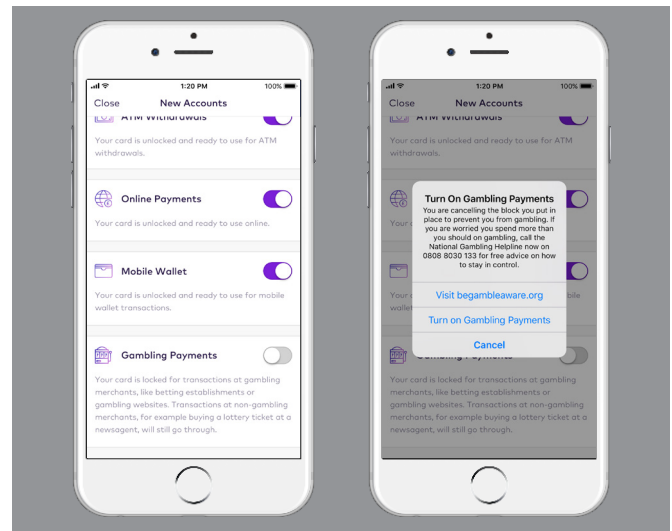 1:20 PM
100%
Close
New Accounts
ATM Withdrawals
Your card is unlocked and ready to use for ATM
withdrawals.
Online Payments
Your card is unlocked and ready to use online.
Mobile Wallet
Your card is unlocked and ready to use for mobile
wallet transactions.
Gambling Payments
Your card is locked for transactions at gambling
merchants, like betting establishments or
gambling websites. Transactions at non-gambling
merchants, for example buying a lottery ticket at a
newsagent, will still go through.
1:20 PM
100%
Close
New Accounts
ATM Withdrawals
Your card is unlocked and ready to use for ATM
withdrawals.
Turn On Gambling Payments
You are cancelling the block you put in
place to prevent you from gambling. If
you are worried you spend more than
you should on gambling, call the
National Gambling Helpline now on
0808 8030 133 for free advice on how
to stay in control.
Visit begambleaware.org
Turn on Gambling Payments
Cancel
Your
Your
bile
wallet
Gambling Payments
Your card is locked for transactions at gambling
merchants, like betting establishments or
gambling websites. Transactions at non-gambling
merchants, for example buying a lottery ticket at a
newsagent, will still go through.